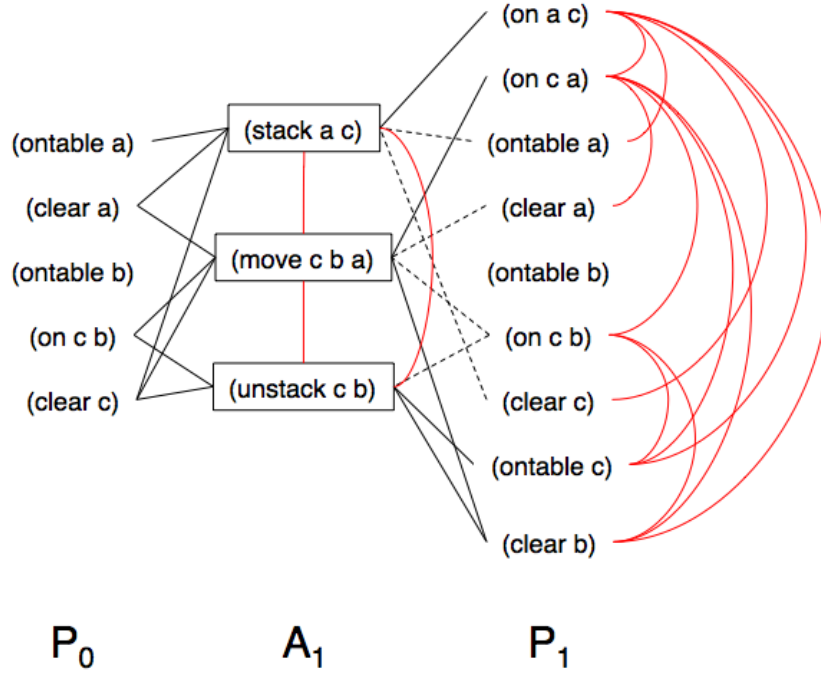 (on a c)
(on c a)
(ontable a)
(stack a c)
(ontable a)
(clear a)
(clear a)
(move c b a)
(ontable b)
(ontable b)
(on c b)
(on c b)
(unstack c b)
(clear c)
(clear c)
(ontable c)
(clear b)
P0
A1
P1